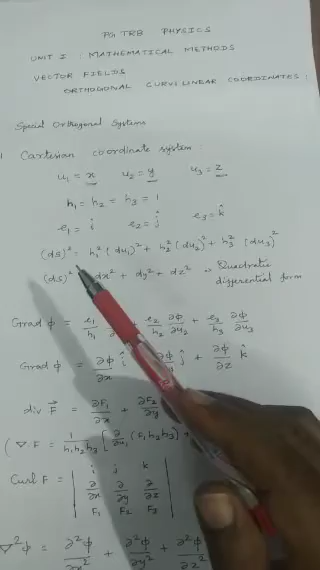 PG TRB PHYSICS
UNIT I : MATHEMATICAL METHODS
VECTOR FIELDS
ORTHOGONAL CURVILINEAR COORDINATES :
Special Orthogonal Systems
1 Cartesian coordinate system :
u₁ = x u₂ = y u₃ = z
h₁ = h₂ = h₃ = 1
e₁ = i e₂ = j e₃ = k̂
(ds)² = h₁² (du₁)² + h₂² (du₂)² + h₃² (du₃)²
(ds)² dx² + dy² + dz² Quadratic
differential form
Grad φ = e₁/h₁ e₂/h₂ ∂φ/∂u₂ + e₃/h₃ ∂φ/∂u₃
Grad φ = ∂φ/∂x î ∂φ/∂y ĵ + ∂φ/∂z k̂
div F⃗ = ∂F₁/∂x + ∂F₂/∂y
( ∇·F = 1/h₁h₂h₃ [ ∂/∂u₁ (F₁h₂h₃) +
Curl F = | i j k |
| ∂/∂x ∂/∂y ∂/∂z |
| F₁ F₂ F₃ |
∇²φ = ∂²φ/∂x² + ∂²φ/∂y² + ∂²φ/∂z²